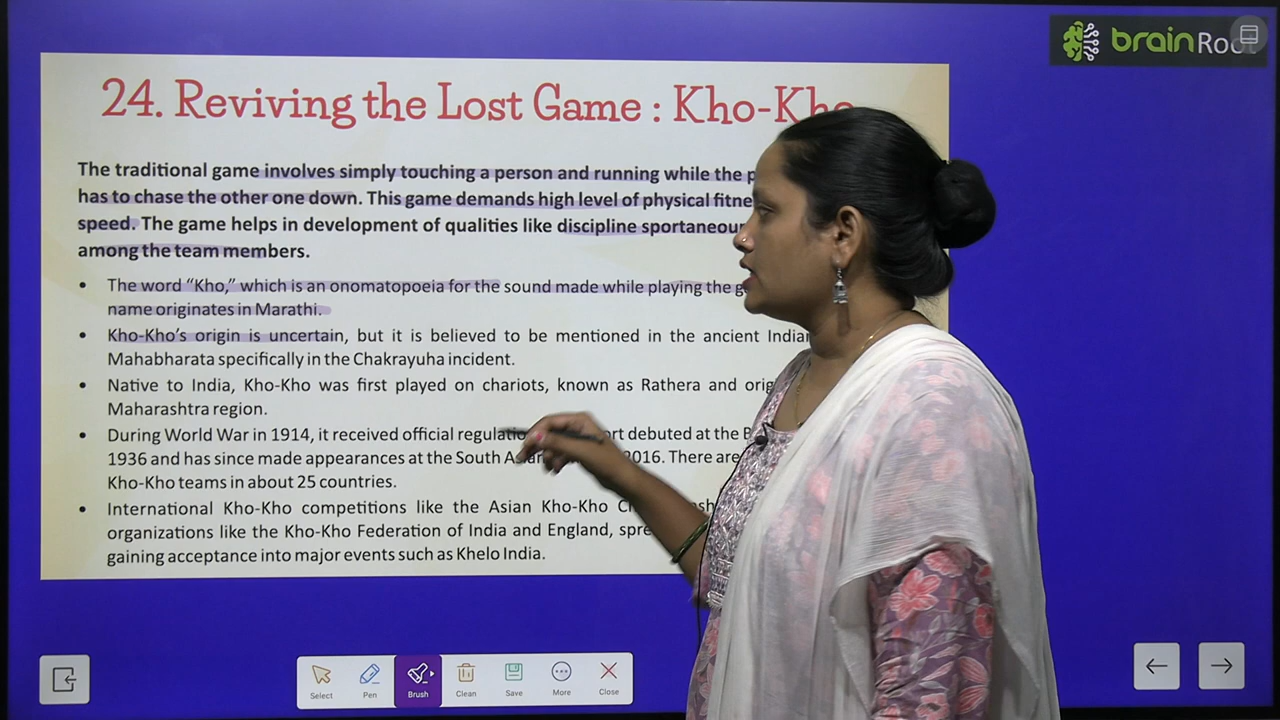 brainRoo
24. Reviving the Lost Game : Kho-Kho
The traditional game involves simply touching a person and running while the
has to chase the other one down. This game demands high level of physical
speed. The game helps in development of qualities like discipline
among the team members.
• The word “Kho,” which is an onomatopoeia for the sound made while playing the
name originates in Marathi.
• Kho-Kho’s origin is uncertain, but it is believed to be mentioned in the ancient
Mahabharata specifically in the Chakrayuha incident.
• Native to India, Kho-Kho was first played on chariots, known as Rathera and
Maharashtra region.
• During World War in 1914, it received official debuted at the
1936 and has since made appearances at the South 2016. There are
Kho-Kho teams in about 25 countries.
• International Kho-Kho competitions like the Asian Kho-Kho
organizations like the Kho-Kho Federation of India and England,
gaining acceptance into major events such as Khelo India.
Select Pen Brush Clean Save More Close